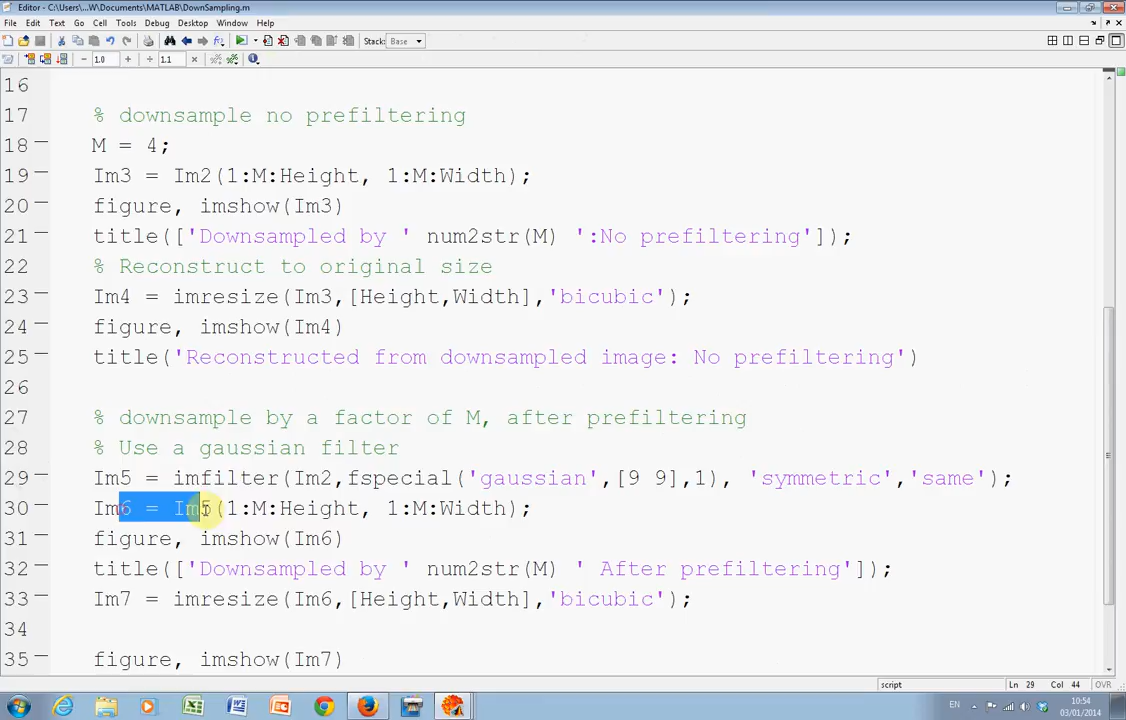 Editor - C:\Users\...W\Documents\MATLAB\DownSampling.m
File Edit Text Go Cell Tools Debug Desktop Window Help
Stack: Base
1.0 1.1
16
17 % downsample no prefiltering
18 M = 4;
19 Im3 = Im2(1:M:Height, 1:M:Width);
20 figure, imshow(Im3)
21 title(['Downsampled by ' num2str(M) ':No prefiltering']);
22 % Reconstruct to original size
23 Im4 = imresize(Im3,[Height,Width],'bicubic');
24 figure, imshow(Im4)
25 title('Reconstructed from downsampled image: No prefiltering')
26
27 % downsample by a factor of M, after prefiltering
28 % Use a gaussian filter
29 Im5 = imfilter(Im2,fspecial('gaussian',[9 9],1), 'symmetric','same');
30 Im6 = Im5(1:M:Height, 1:M:Width);
31 figure, imshow(Im6)
32 title(['Downsampled by ' num2str(M) ' After prefiltering']);
33 Im7 = imresize(Im6,[Height,Width],'bicubic');
34
35 figure, imshow(Im7)
script Ln 29 Col 44 OVR
EN 10:54
03/01/2014